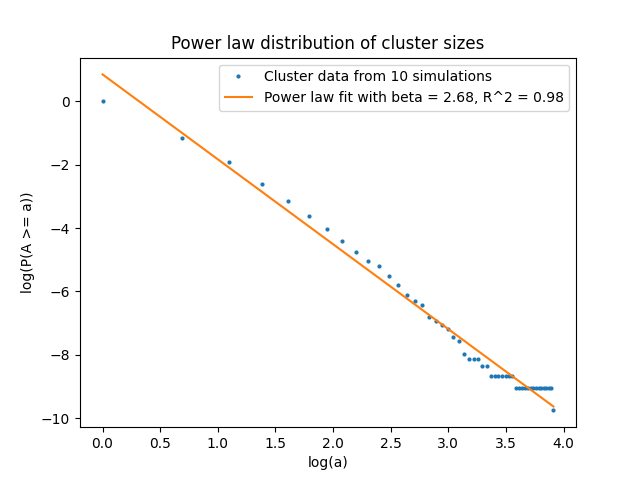 Power law distribution of cluster sizes
Cluster data from 10 simulations
Power law fit with beta = 2.68, R^2 = 0.98
log(P(A >= a))
0
−2
−4
−6
−8
−10
0.0 0.5 1.0 1.5 2.0 2.5 3.0 3.5 4.0
log(a)